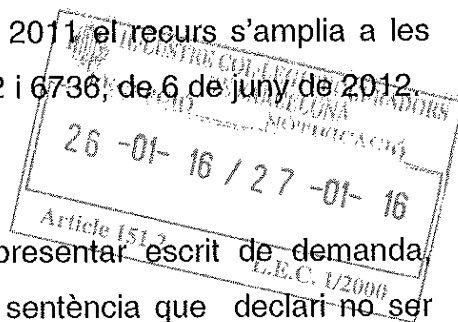 2011 el recurs s'amplia a les
2 i 6736, de 6 de juny de 2012.
26 -01- 16 / 27 -01- 16
Article 151.2 L.E.C. 1/2000
presentar escrit de demanda,
sentència que declari no ser